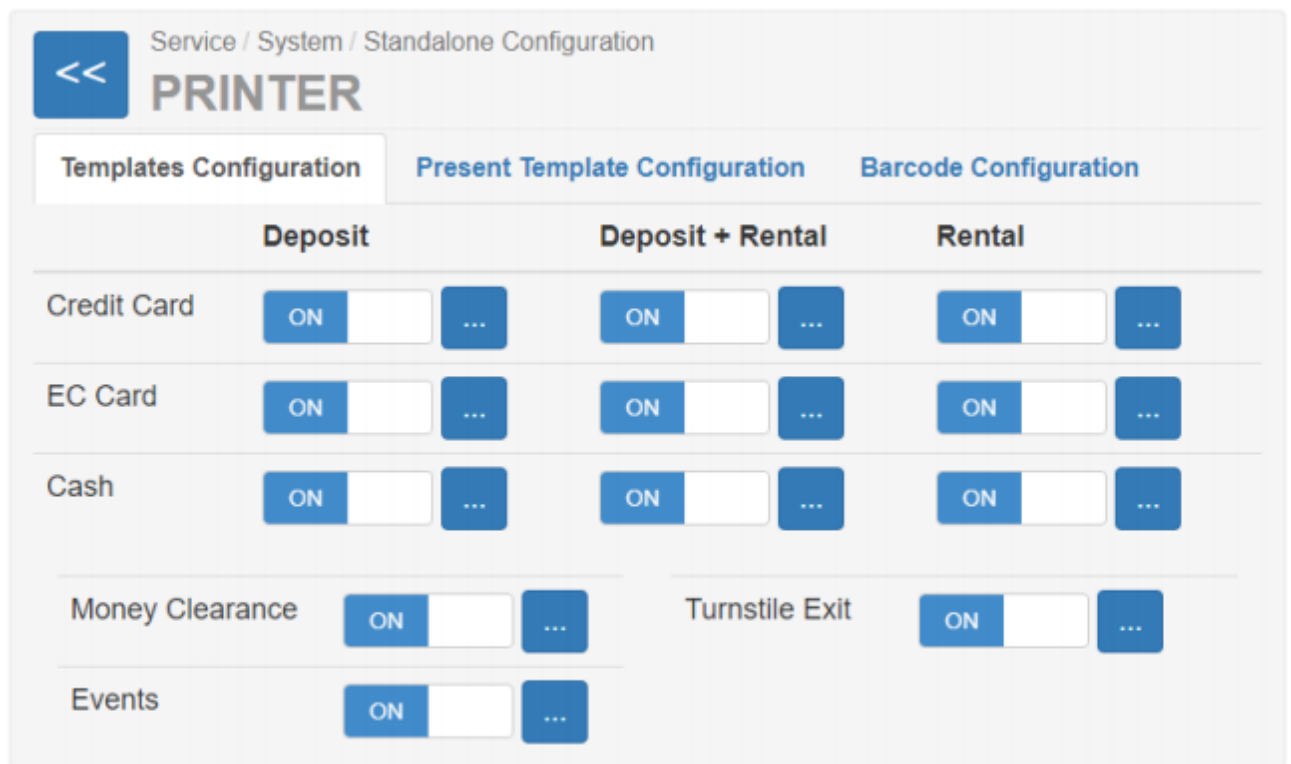 << Service / System / Standalone Configuration
PRINTER
Templates Configuration Present Template Configuration Barcode Configuration
Deposit Deposit + Rental Rental
Credit Card ON ... ON ... ON ...
EC Card ON ... ON ... ON ...
Cash ON ... ON ... ON ...
Money Clearance ON ... Turnstile Exit ON ...
Events ON ...